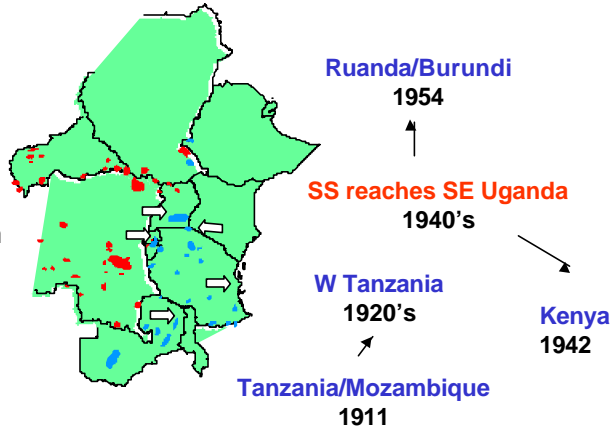 Ruanda/Burundi
1954
SS reaches SE Uganda
1940's
W Tanzania
1920's
Kenya
1942
Tanzania/Mozambique
1911